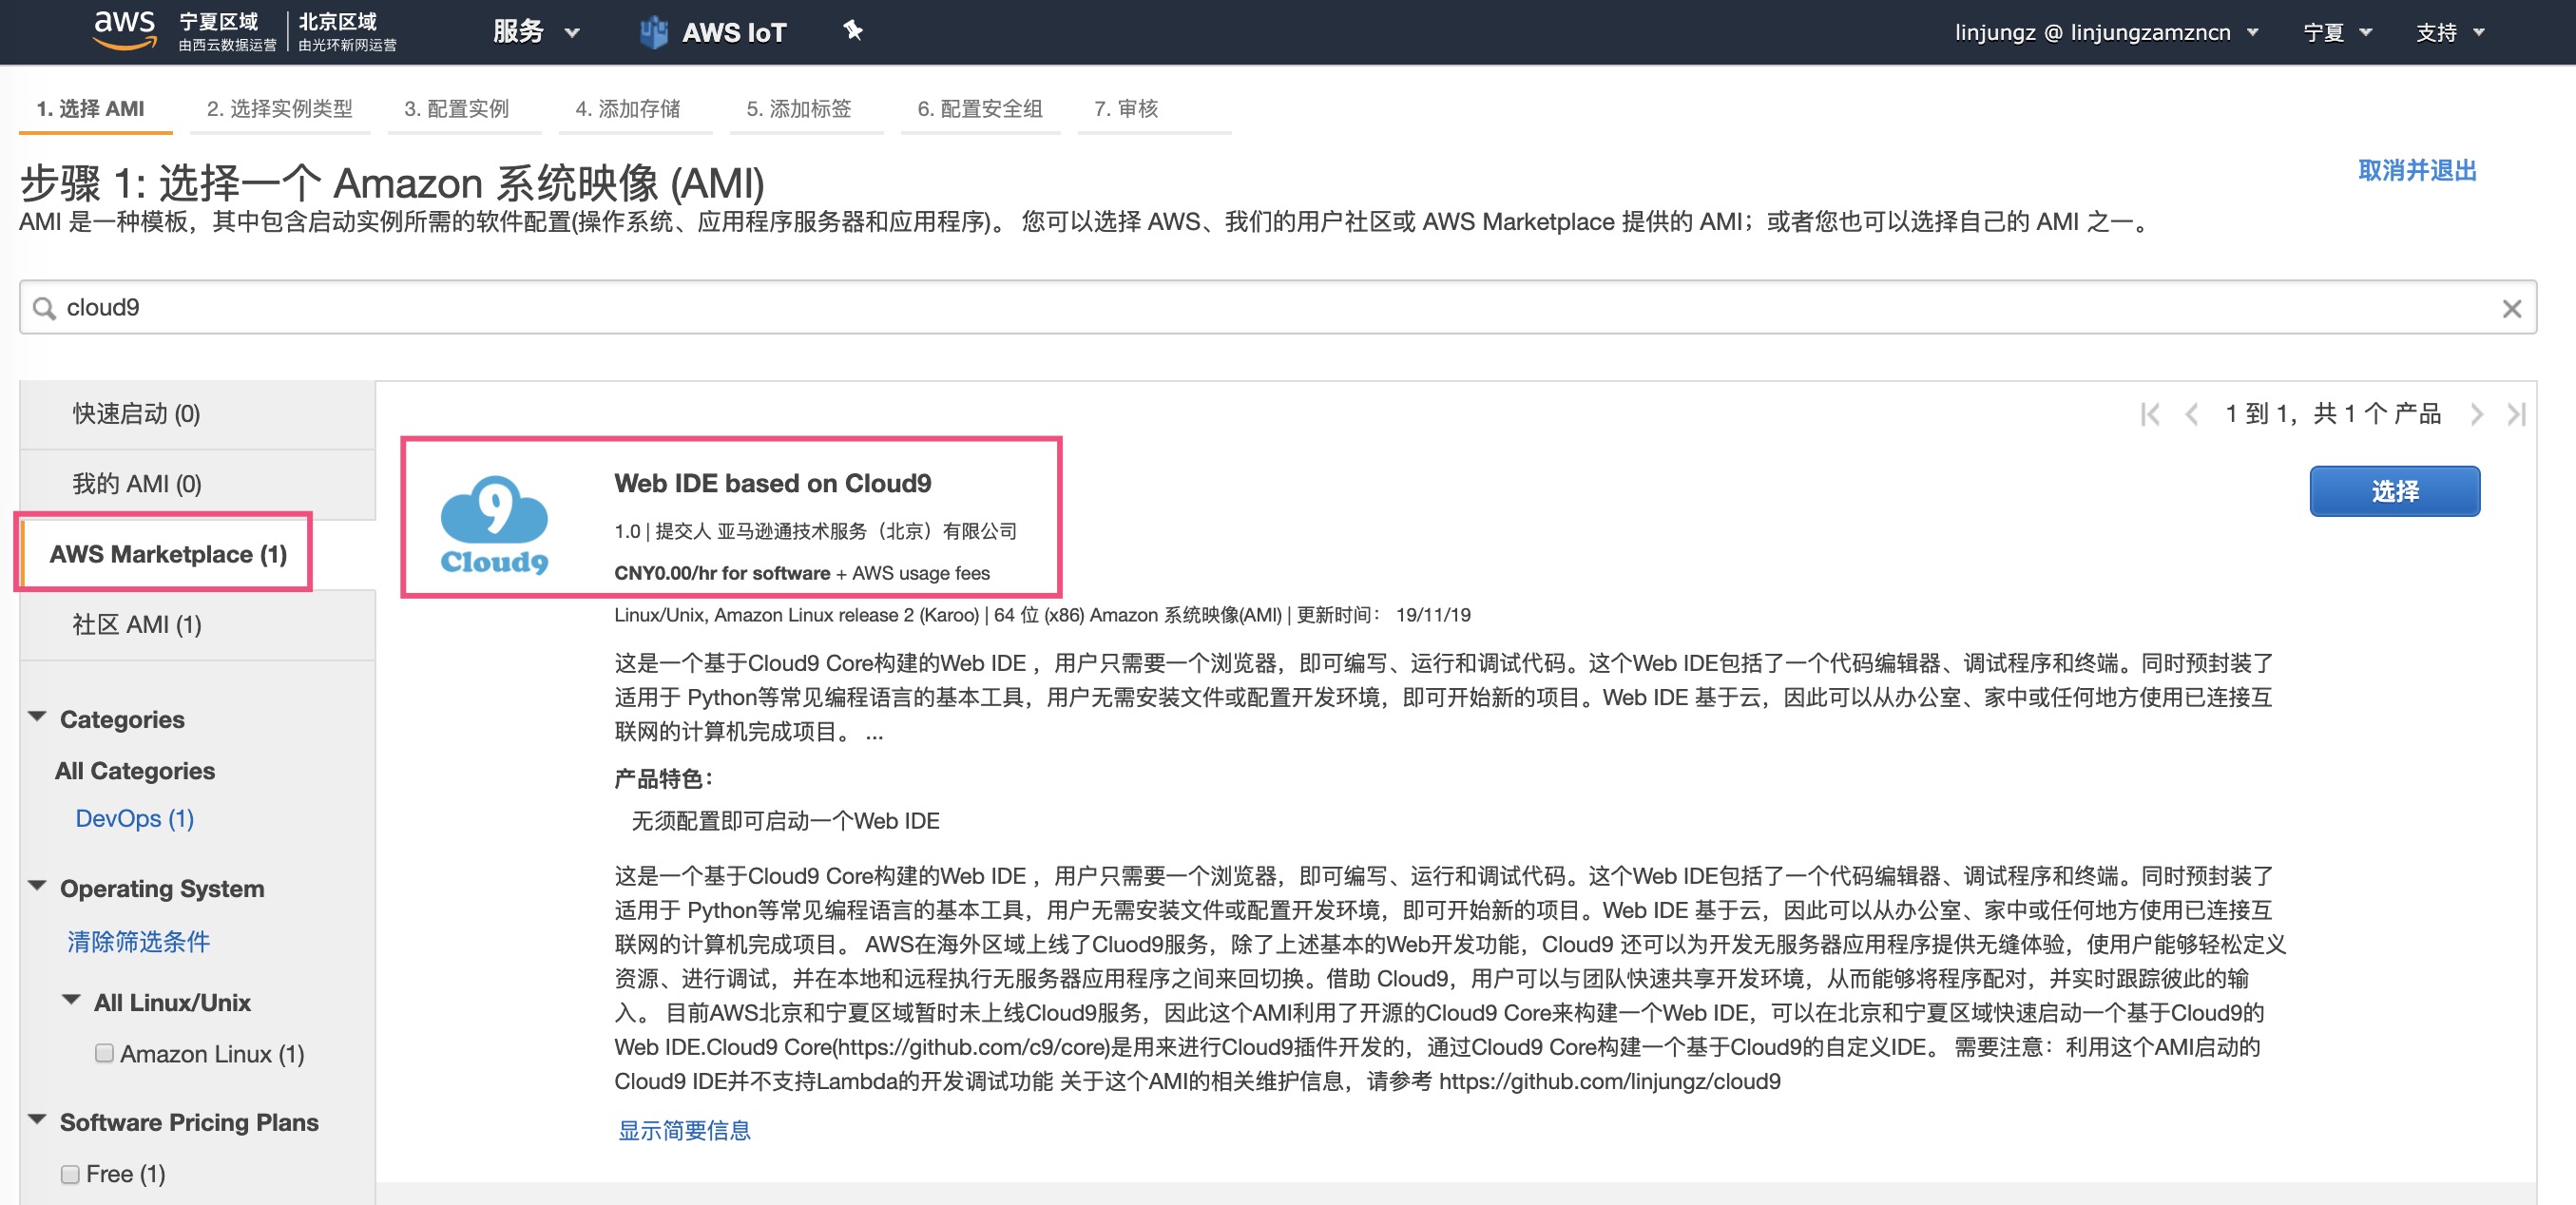 aws 宁夏区域 北京区域 服务 AWS IoT linjungz @ linjungzamzncn 宁夏 支持
由西云数据运营 由光环新网运营
1. 选择 AMI 2. 选择实例类型 3. 配置实例 4. 添加存储 5. 添加标签 6. 配置安全组 7. 审核
步骤 1: 选择一个 Amazon 系统映像 (AMI)
取消并退出
AMI 是一种模板，其中包含启动实例所需的软件配置(操作系统、应用程序服务器和应用程序)。 您可以选择 AWS、我们的用户社区或 AWS Marketplace 提供的 AMI；或者您也可以选择自己的 AMI 之一。
cloud9
快速启动 (0)
我的 AMI (0)
AWS Marketplace (1)
社区 AMI (1)
Categories
All Categories
DevOps (1)
Operating System
清除筛选条件
All Linux/Unix
Amazon Linux (1)
Software Pricing Plans
Free (1)
1 到 1，共 1 个 产品
9
Cloud9
Web IDE based on Cloud9
选择
1.0 | 提交人 亚马逊通技术服务（北京）有限公司
CNY0.00/hr for software + AWS usage fees
Linux/Unix, Amazon Linux release 2 (Karoo) | 64 位 (x86) Amazon 系统映像(AMI) | 更新时间： 19/11/19
这是一个基于Cloud9 Core构建的Web IDE ，用户只需要一个浏览器，即可编写、运行和调试代码。这个Web IDE包括了一个代码编辑器、调试程序和终端。同时预封装了
适用于 Python等常见编程语言的基本工具，用户无需安装文件或配置开发环境，即可开始新的项目。Web IDE 基于云，因此可以从办公室、家中或任何地方使用已连接互
联网的计算机完成项目。 ...
产品特色：
无须配置即可启动一个Web IDE
这是一个基于Cloud9 Core构建的Web IDE ，用户只需要一个浏览器，即可编写、运行和调试代码。这个Web IDE包括了一个代码编辑器、调试程序和终端。同时预封装了
适用于 Python等常见编程语言的基本工具，用户无需安装文件或配置开发环境，即可开始新的项目。Web IDE 基于云，因此可以从办公室、家中或任何地方使用已连接互
联网的计算机完成项目。 AWS在海外区域上线了Cluod9服务，除了上述基本的Web开发功能，Cloud9 还可以为开发无服务器应用程序提供无缝体验，使用户能够轻松定义
资源、进行调试，并在本地和远程执行无服务器应用程序之间来回切换。借助 Cloud9，用户可以与团队快速共享开发环境，从而能够将程序配对，并实时跟踪彼此的输
入。 目前AWS北京和宁夏区域暂时未上线Cloud9服务，因此这个AMI利用了开源的Cloud9 Core来构建一个Web IDE，可以在北京和宁夏区域快速启动一个基于Cloud9的
Web IDE.Cloud9 Core(https://github.com/c9/core)是用来进行Cloud9插件开发的，通过Cloud9 Core构建一个基于Cloud9的自定义IDE。 需要注意：利用这个AMI启动的
Cloud9 IDE并不支持Lambda的开发调试功能 关于这个AMI的相关维护信息，请参考 https://github.com/linjungz/cloud9
显示简要信息